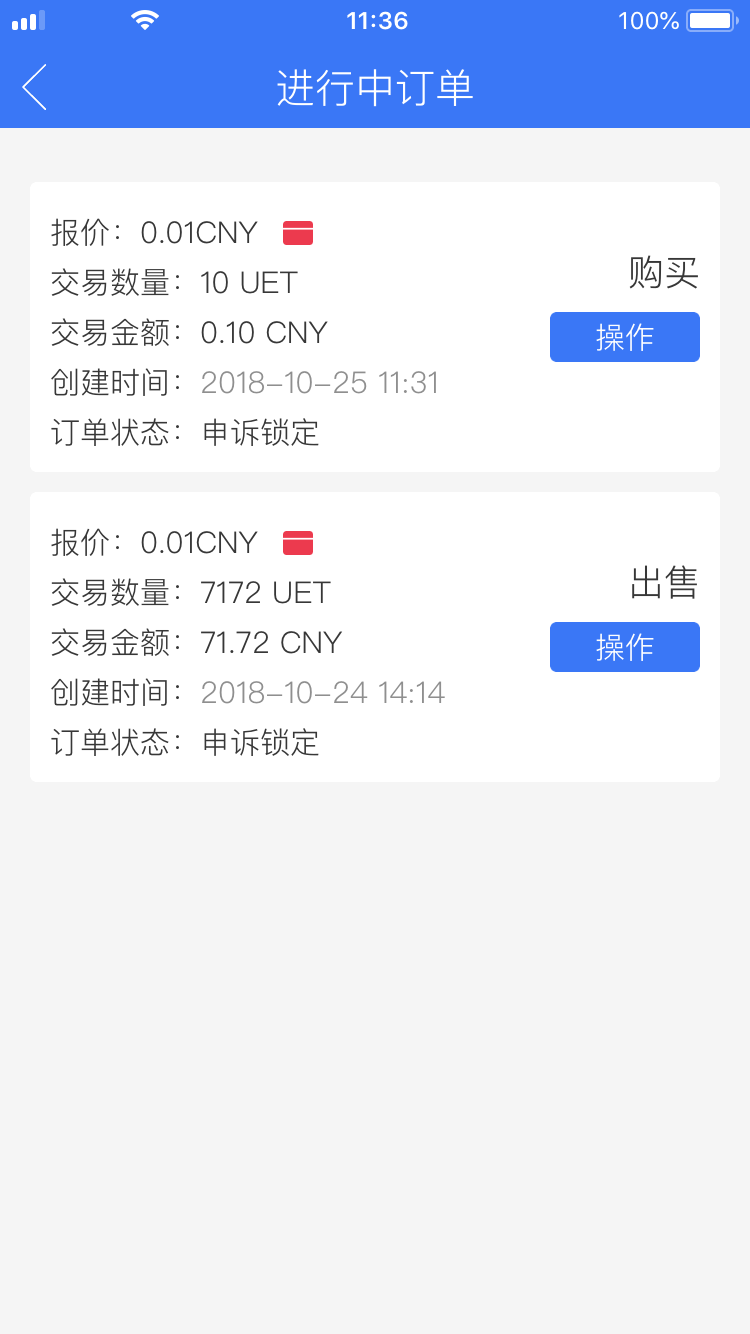 11:36 100%
进行中订单
报价：0.01CNY
交易数量：10 UET
购买
交易金额：0.10 CNY
操作
创建时间：2018-10-25 11:31
订单状态：申诉锁定
报价：0.01CNY
交易数量：7172 UET
出售
交易金额：71.72 CNY
操作
创建时间：2018-10-24 14:14
订单状态：申诉锁定